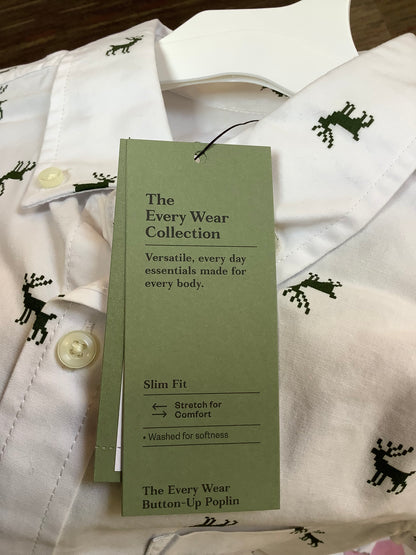 The
Every Wear
Collection
Versatile, every day
essentials made for
every body.
Slim Fit
Stretch for
Comfort
• Washed for softness
The Every Wear
Button-Up Poplin